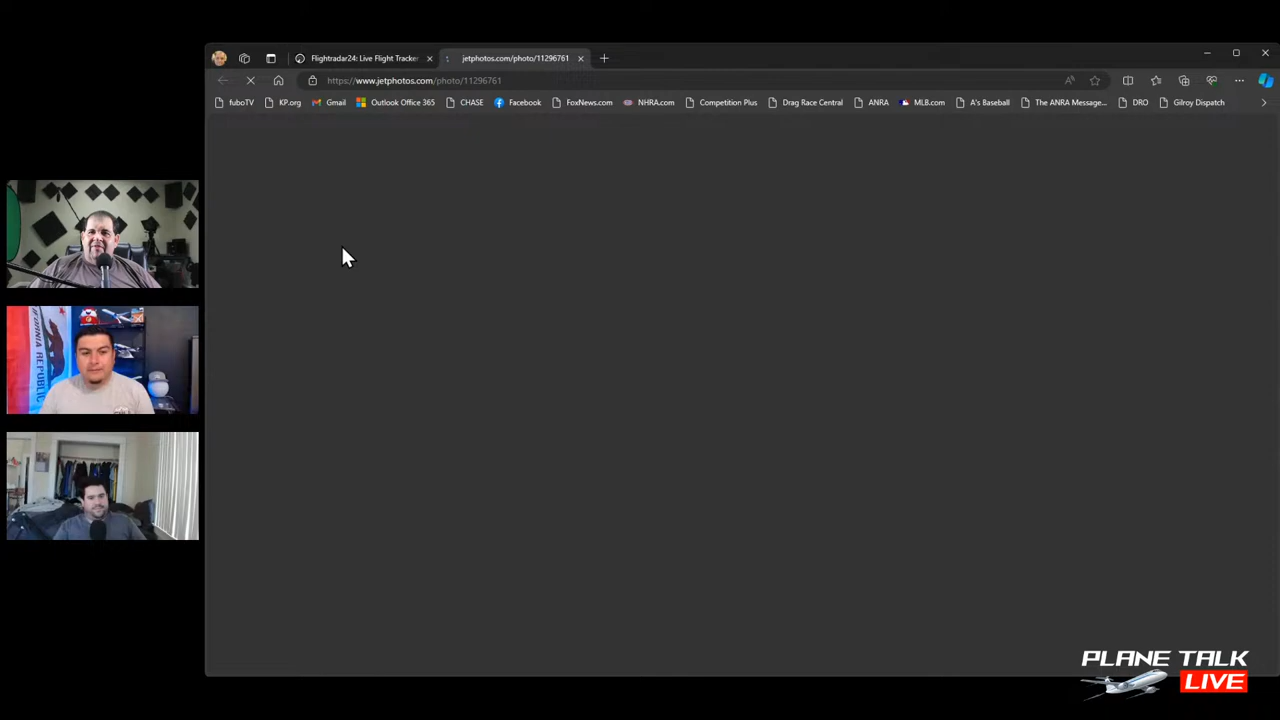 Flightradar24: Live Flight Tracker
jetphotos.com/photo/11296761
https://www.jetphotos.com/photo/11296761
fuboTV KP.org Gmail Outlook Office 365 CHASE Facebook FoxNews.com NHRA.com Competition Plus Drag Race Central ANRA MLB.com A's Baseball The ANRA Message... DRO Gilroy Dispatch
REPUBLIC
PLANE TALK
LIVE